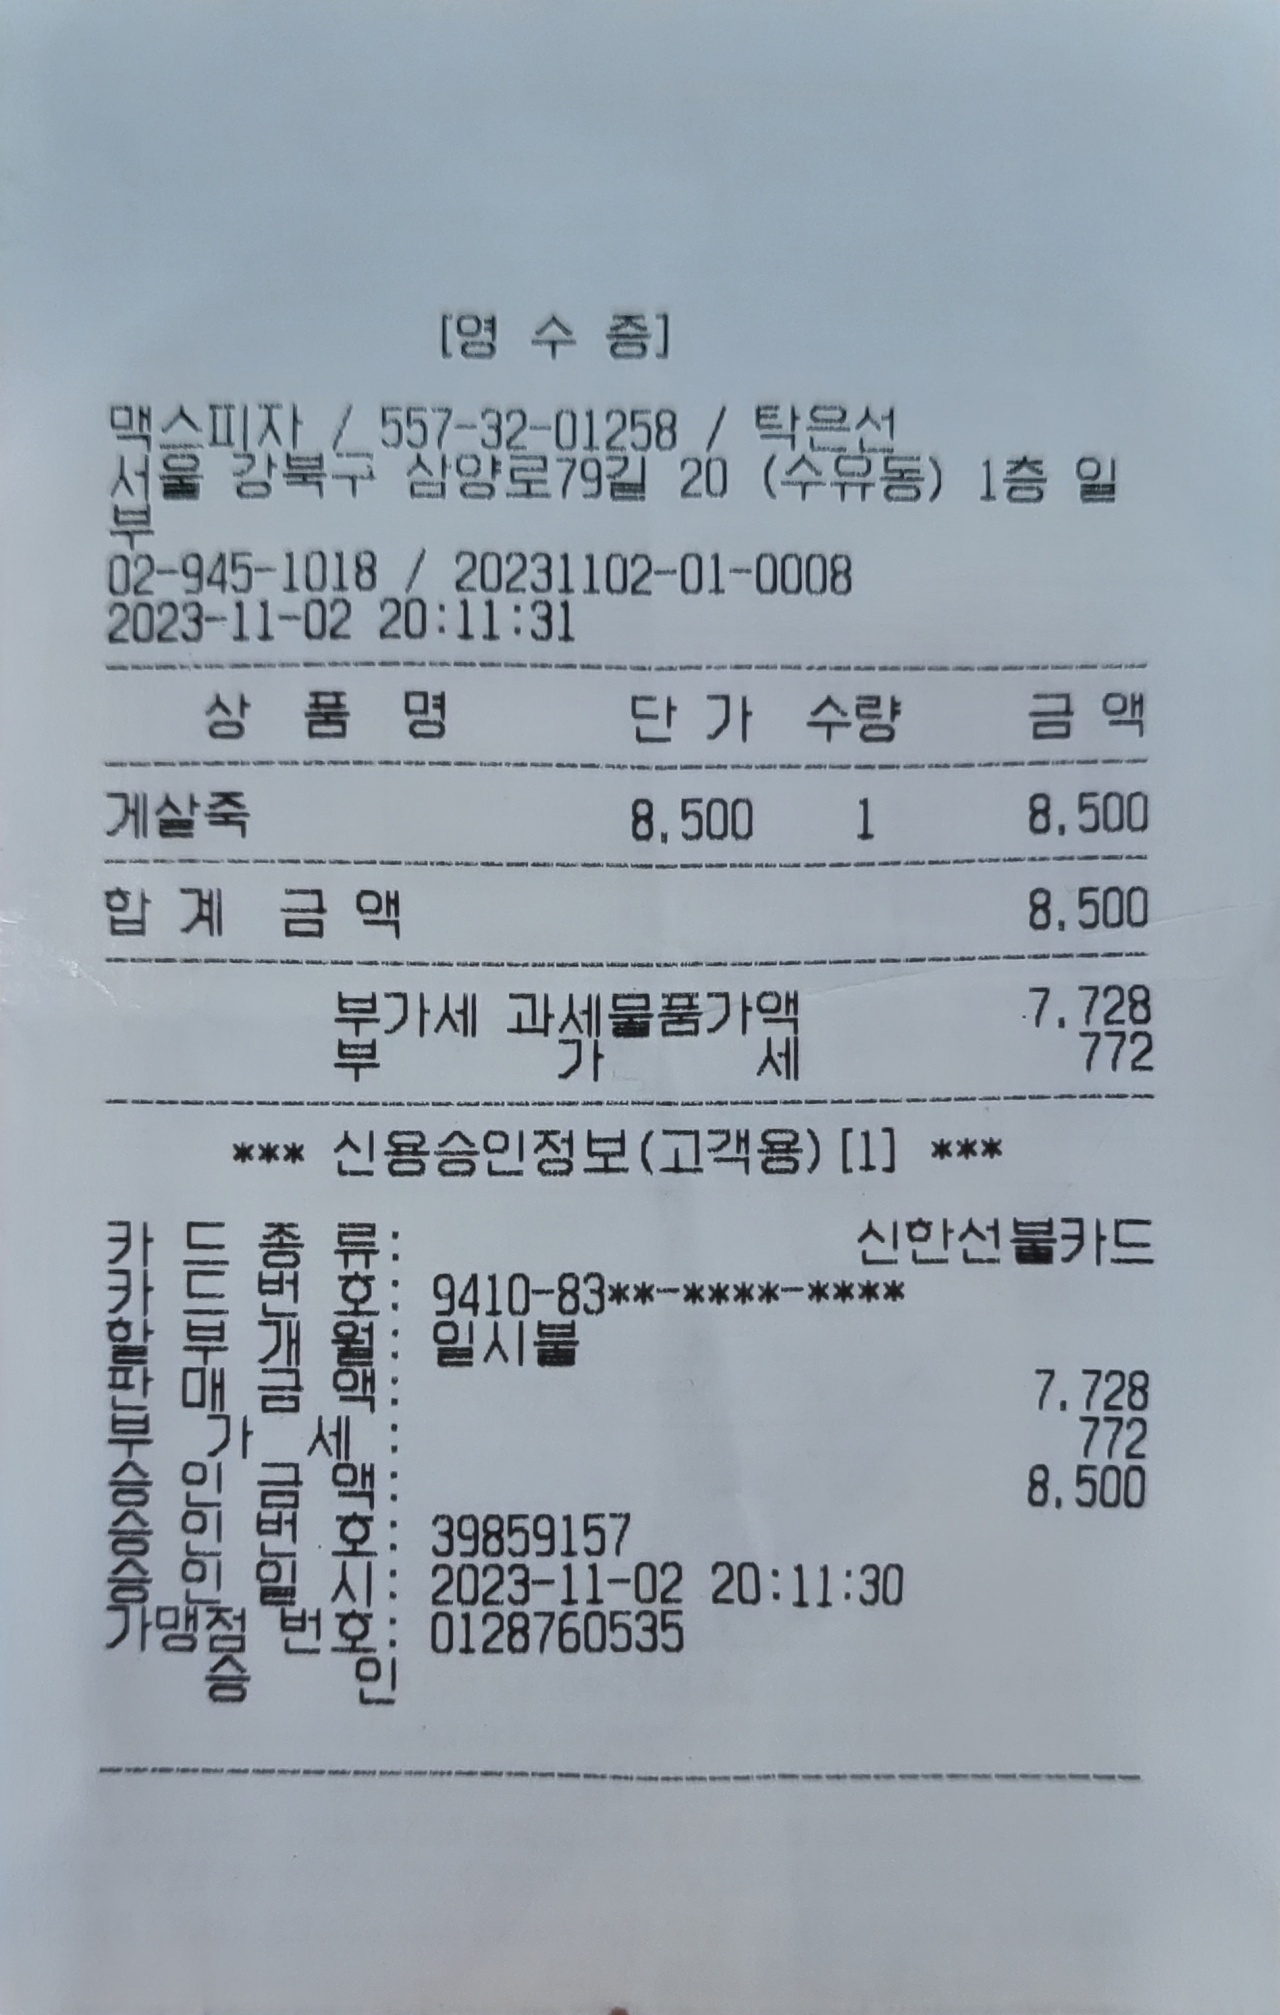 [영 수 증]
맥스피자 / 557-32-01258 / 탁은선
서울 강북구 삼양로79길 20 (수유동) 1층 일
부
02-945-1018 / 20231102-01-0008
2023-11-02 20:11:31
상 품 명 단 가 수량 금 액
게살죽 8,500 1 8,500
합 계 금 액 8,500
부가세 과세물품가액 7,728
부 가 세 772
*** 신용승인정보(고객용)[1] ***
카 드 종 류: 신한선불카드
카 드 번 호: 9410-83**-****-****
할 부 개 월: 일시불
판 매 금 액: 7,728
부 가 세 : 772
승 인 금 액: 8,500
승 인 번 호: 39859157
승 인 일 시: 2023-11-02 20:11:30
가맹점 번호: 0128760535
승 인